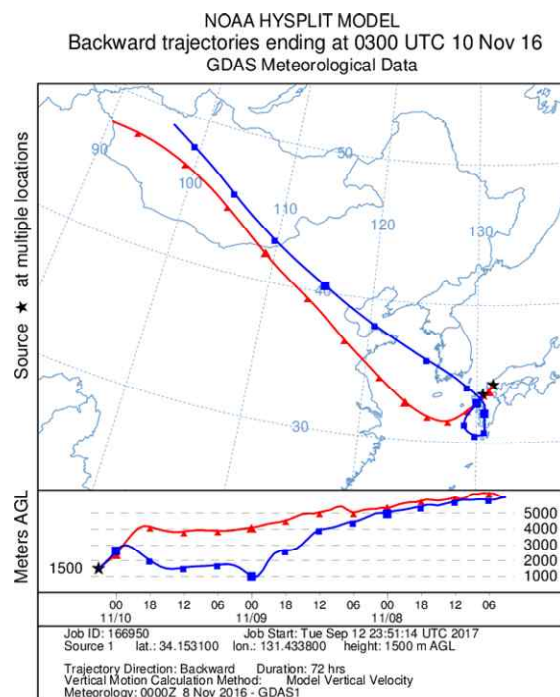 NOAA HYSPLIT MODEL
Backward trajectories ending at 0300 UTC 10 Nov 16
GDAS Meteorological Data
Source ★ at multiple locations
90
100
110
120
130
50
40
30
Meters AGL
1500
5000
4000
3000
2000
1000
00 18 12 06 00 18 12 06 00 18 12 06
11/10 11/09 11/08
Job ID: 166950 Job Start: Tue Sep 12 23:51:14 UTC 2017
Source 1 lat.: 34.153100 lon.: 131.433800 height: 1500 m AGL
Trajectory Direction: Backward Duration: 72 hrs
Vertical Motion Calculation Method: Model Vertical Velocity
Meteorology: 0000Z 8 Nov 2016 - GDAS1